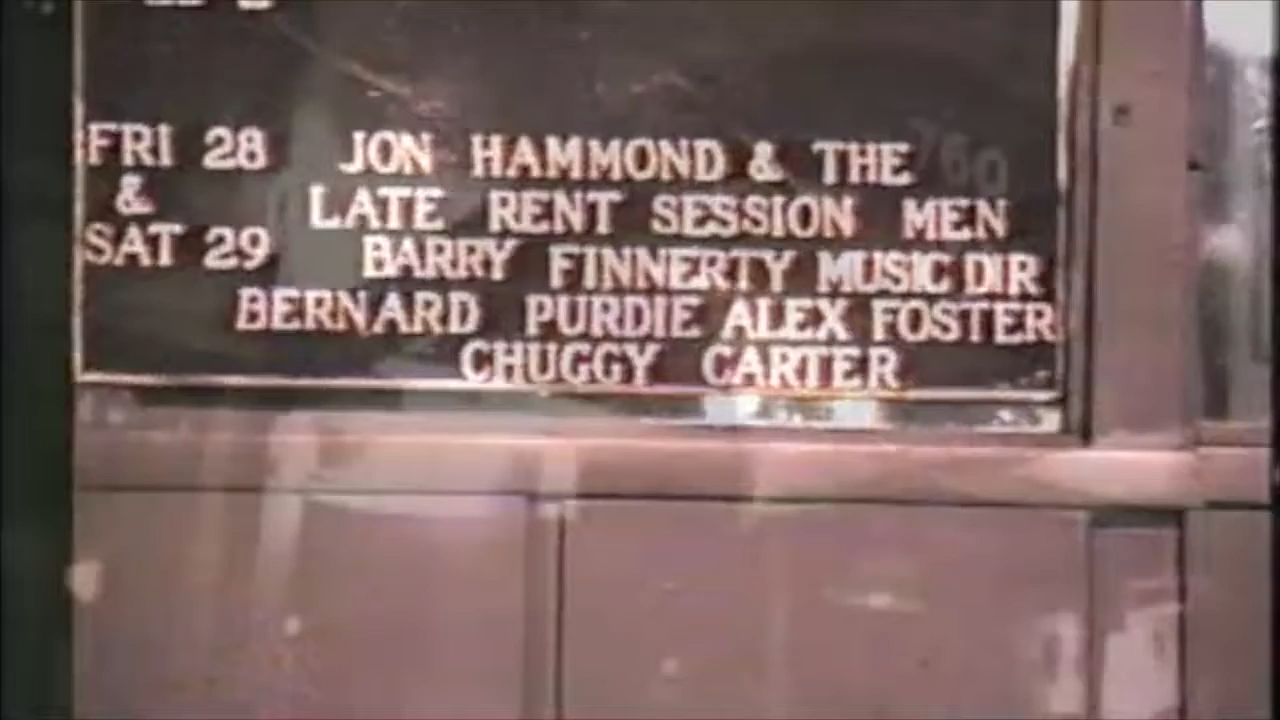 FRI 28 JON HAMMOND & THE
& LATE RENT SESSION MEN
SAT 29 BARRY FINNERTY MUSIC DIR
BERNARD PURDIE ALEX FOSTER
CHUGGY CARTER